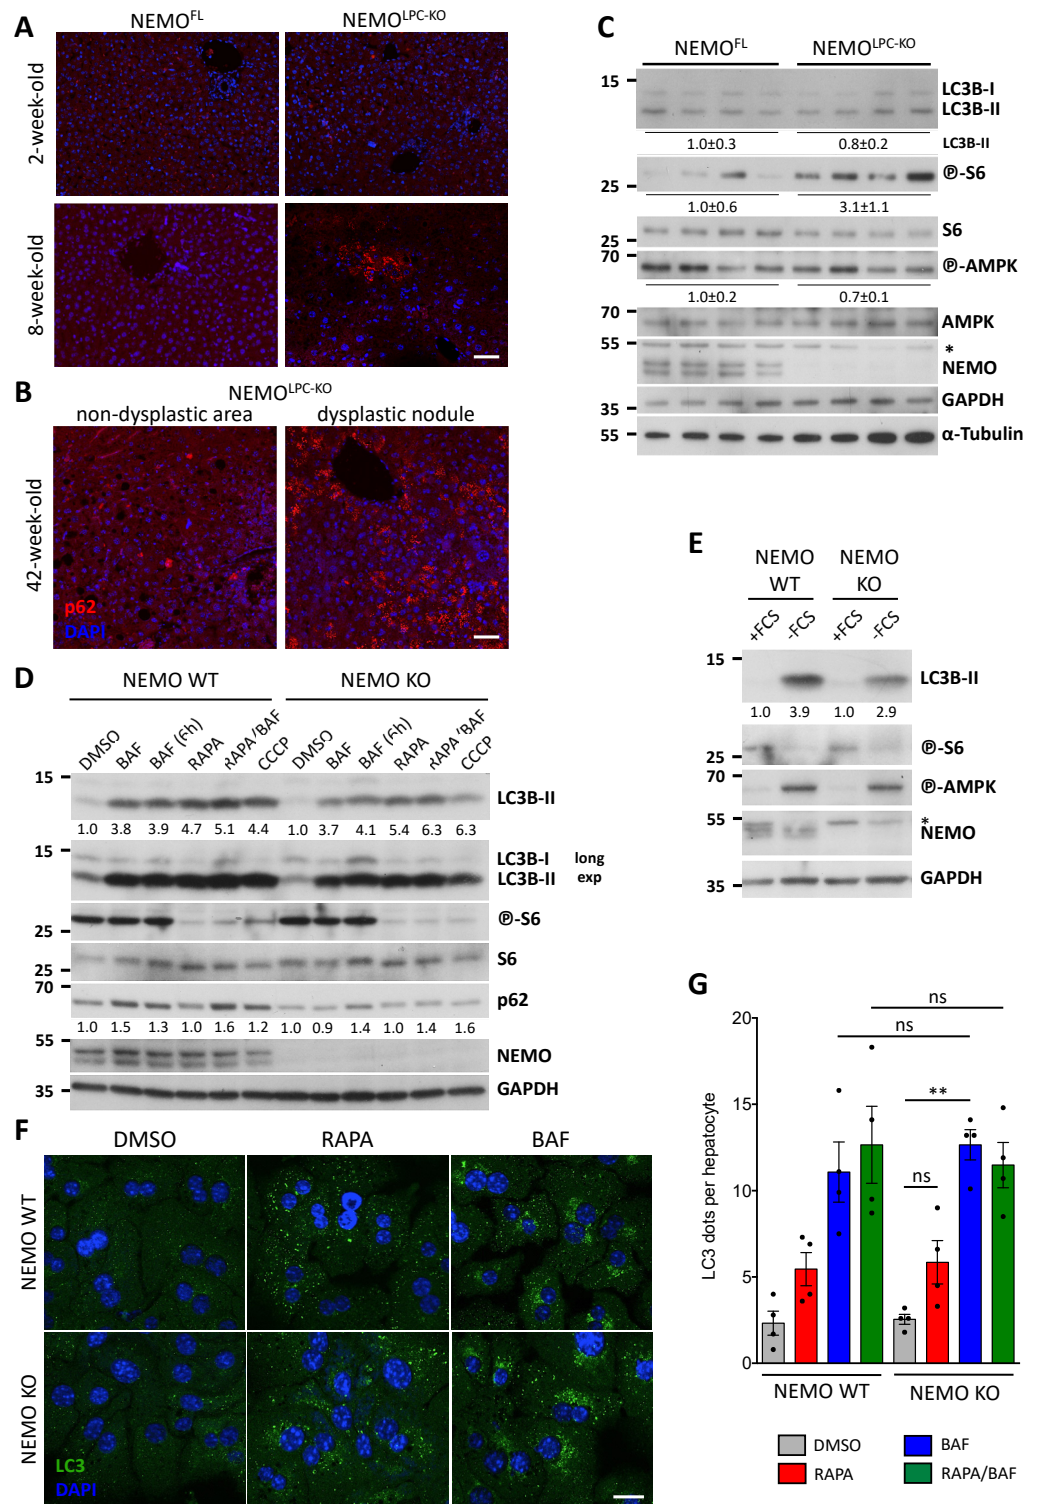 A
NEMOFL
NEMOLPC-KO
2-week-old
8-week-old
B
NEMOLPC-KO
non-dysplastic area
dysplastic nodule
42-week-old
p62
DAPI
C
NEMOFL
NEMOLPC-KO
15
LC3B-I
LC3B-II
1.0±0.3
0.8±0.2
LC3B-II
25
Ⓟ-S6
1.0±0.6
3.1±1.1
25
S6
70
Ⓟ-AMPK
1.0±0.2
0.7±0.1
70
AMPK
55
*
NEMO
35
GAPDH
55
α-Tubulin
D
NEMO WT
NEMO KO
DMSO
BAF
BAF (6h)
RAPA
RAPA/BAF
CCCP
DMSO
BAF
BAF (6h)
RAPA
RAPA/BAF
CCCP
15
LC3B-II
1.0 3.8 3.9 4.7 5.1 4.4 1.0 3.7 4.1 5.4 6.3 6.3
15
LC3B-I long
LC3B-II exp
25
Ⓟ-S6
25
S6
70
p62
1.0 1.5 1.3 1.0 1.6 1.2 1.0 0.9 1.4 1.0 1.4 1.6
55
NEMO
35
GAPDH
E
NEMO WT
NEMO KO
+FCS
-FCS
+FCS
-FCS
15
LC3B-II
1.0 3.9 1.0 2.9
25
Ⓟ-S6
70
Ⓟ-AMPK
55
*
NEMO
35
GAPDH
F
DMSO
RAPA
BAF
NEMO WT
NEMO KO
LC3
DAPI
G
LC3 dots per hepatocyte
20
15
10
5
0
ns
ns
**
ns
NEMO WT
NEMO KO
DMSO
BAF
RAPA
RAPA/BAF